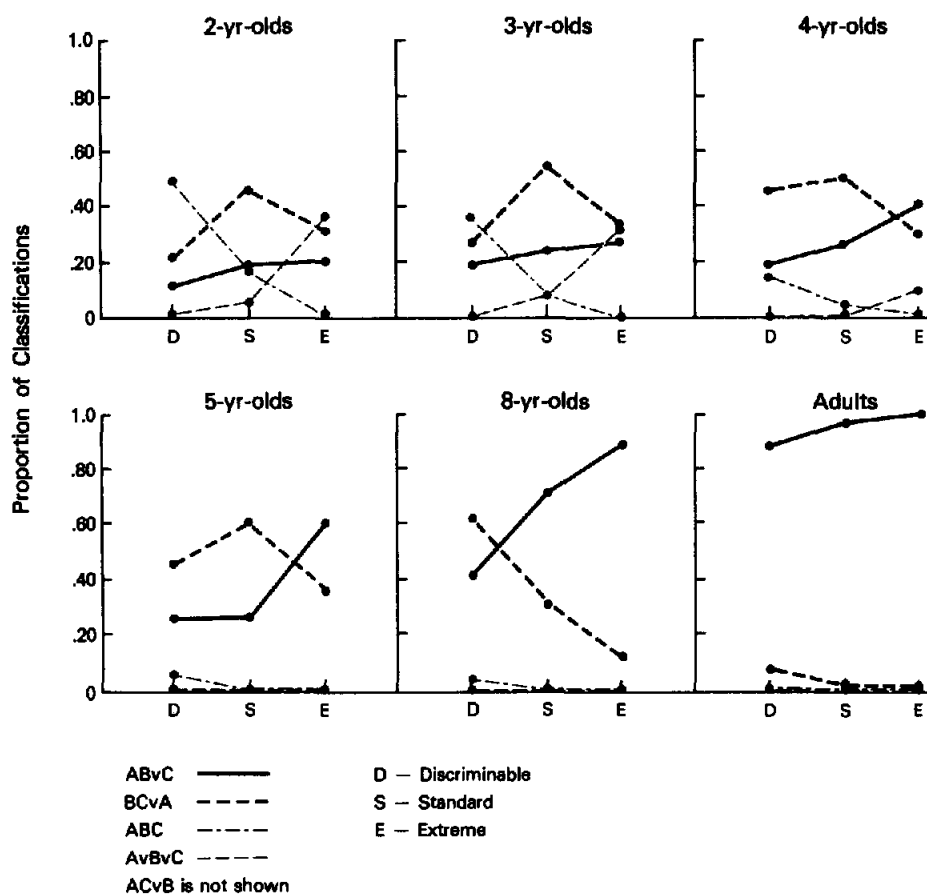 2-yr-olds 3-yr-olds 4-yr-olds
1.0
.80
.60
.40
.20
0
D S E D S E D S E
Proportion of Classifications
5-yr-olds 8-yr-olds Adults
1.0
.80
.60
.40
.20
0
D S E D S E D S E
ABvC D – Discriminable
BCvA S – Standard
ABC E – Extreme
AvBvC
ACvB is not shown